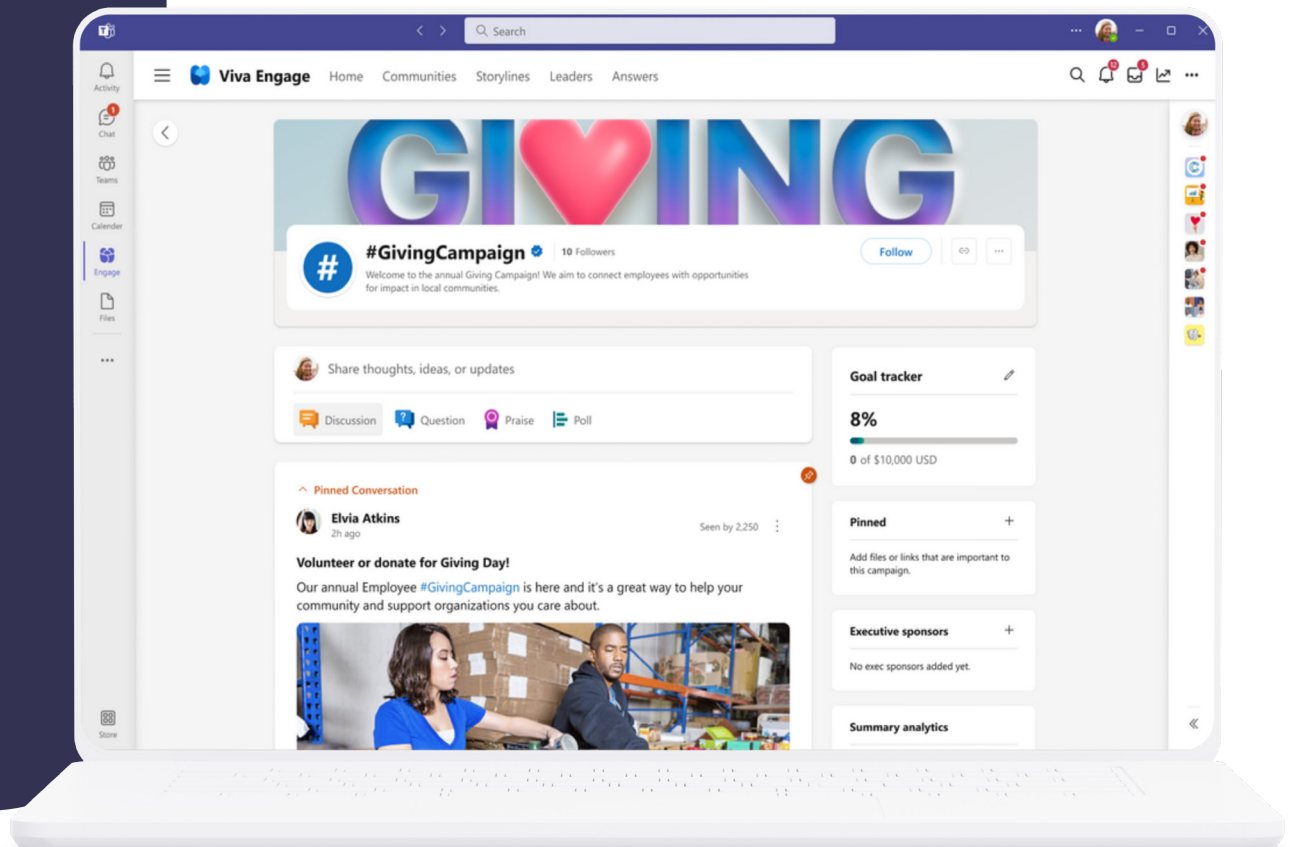 Search
Activity
Chat
1
Teams
Calender
Engage
Files
Store
Viva Engage
Home
Communities
Storylines
Leaders
Answers
12
5
GIVING
#
#GivingCampaign
10 Followers
Welcome to the annual Giving Campaign! We aim to connect employees with opportunities
for impact in local communities.
Follow
Share thoughts, ideas, or updates
Discussion
Question
Praise
Poll
Pinned Conversation
Elvia Atkins
2h ago
Seen by 2,250
Volunteer or donate for Giving Day!
Our annual Employee #GivingCampaign is here and it's a great way to help your
community and support organizations you care about.
Goal tracker
8%
0 of $10,000 USD
Pinned
Add files or links that are important to
this campaign.
Executive sponsors
No exec sponsors added yet.
Summary analytics